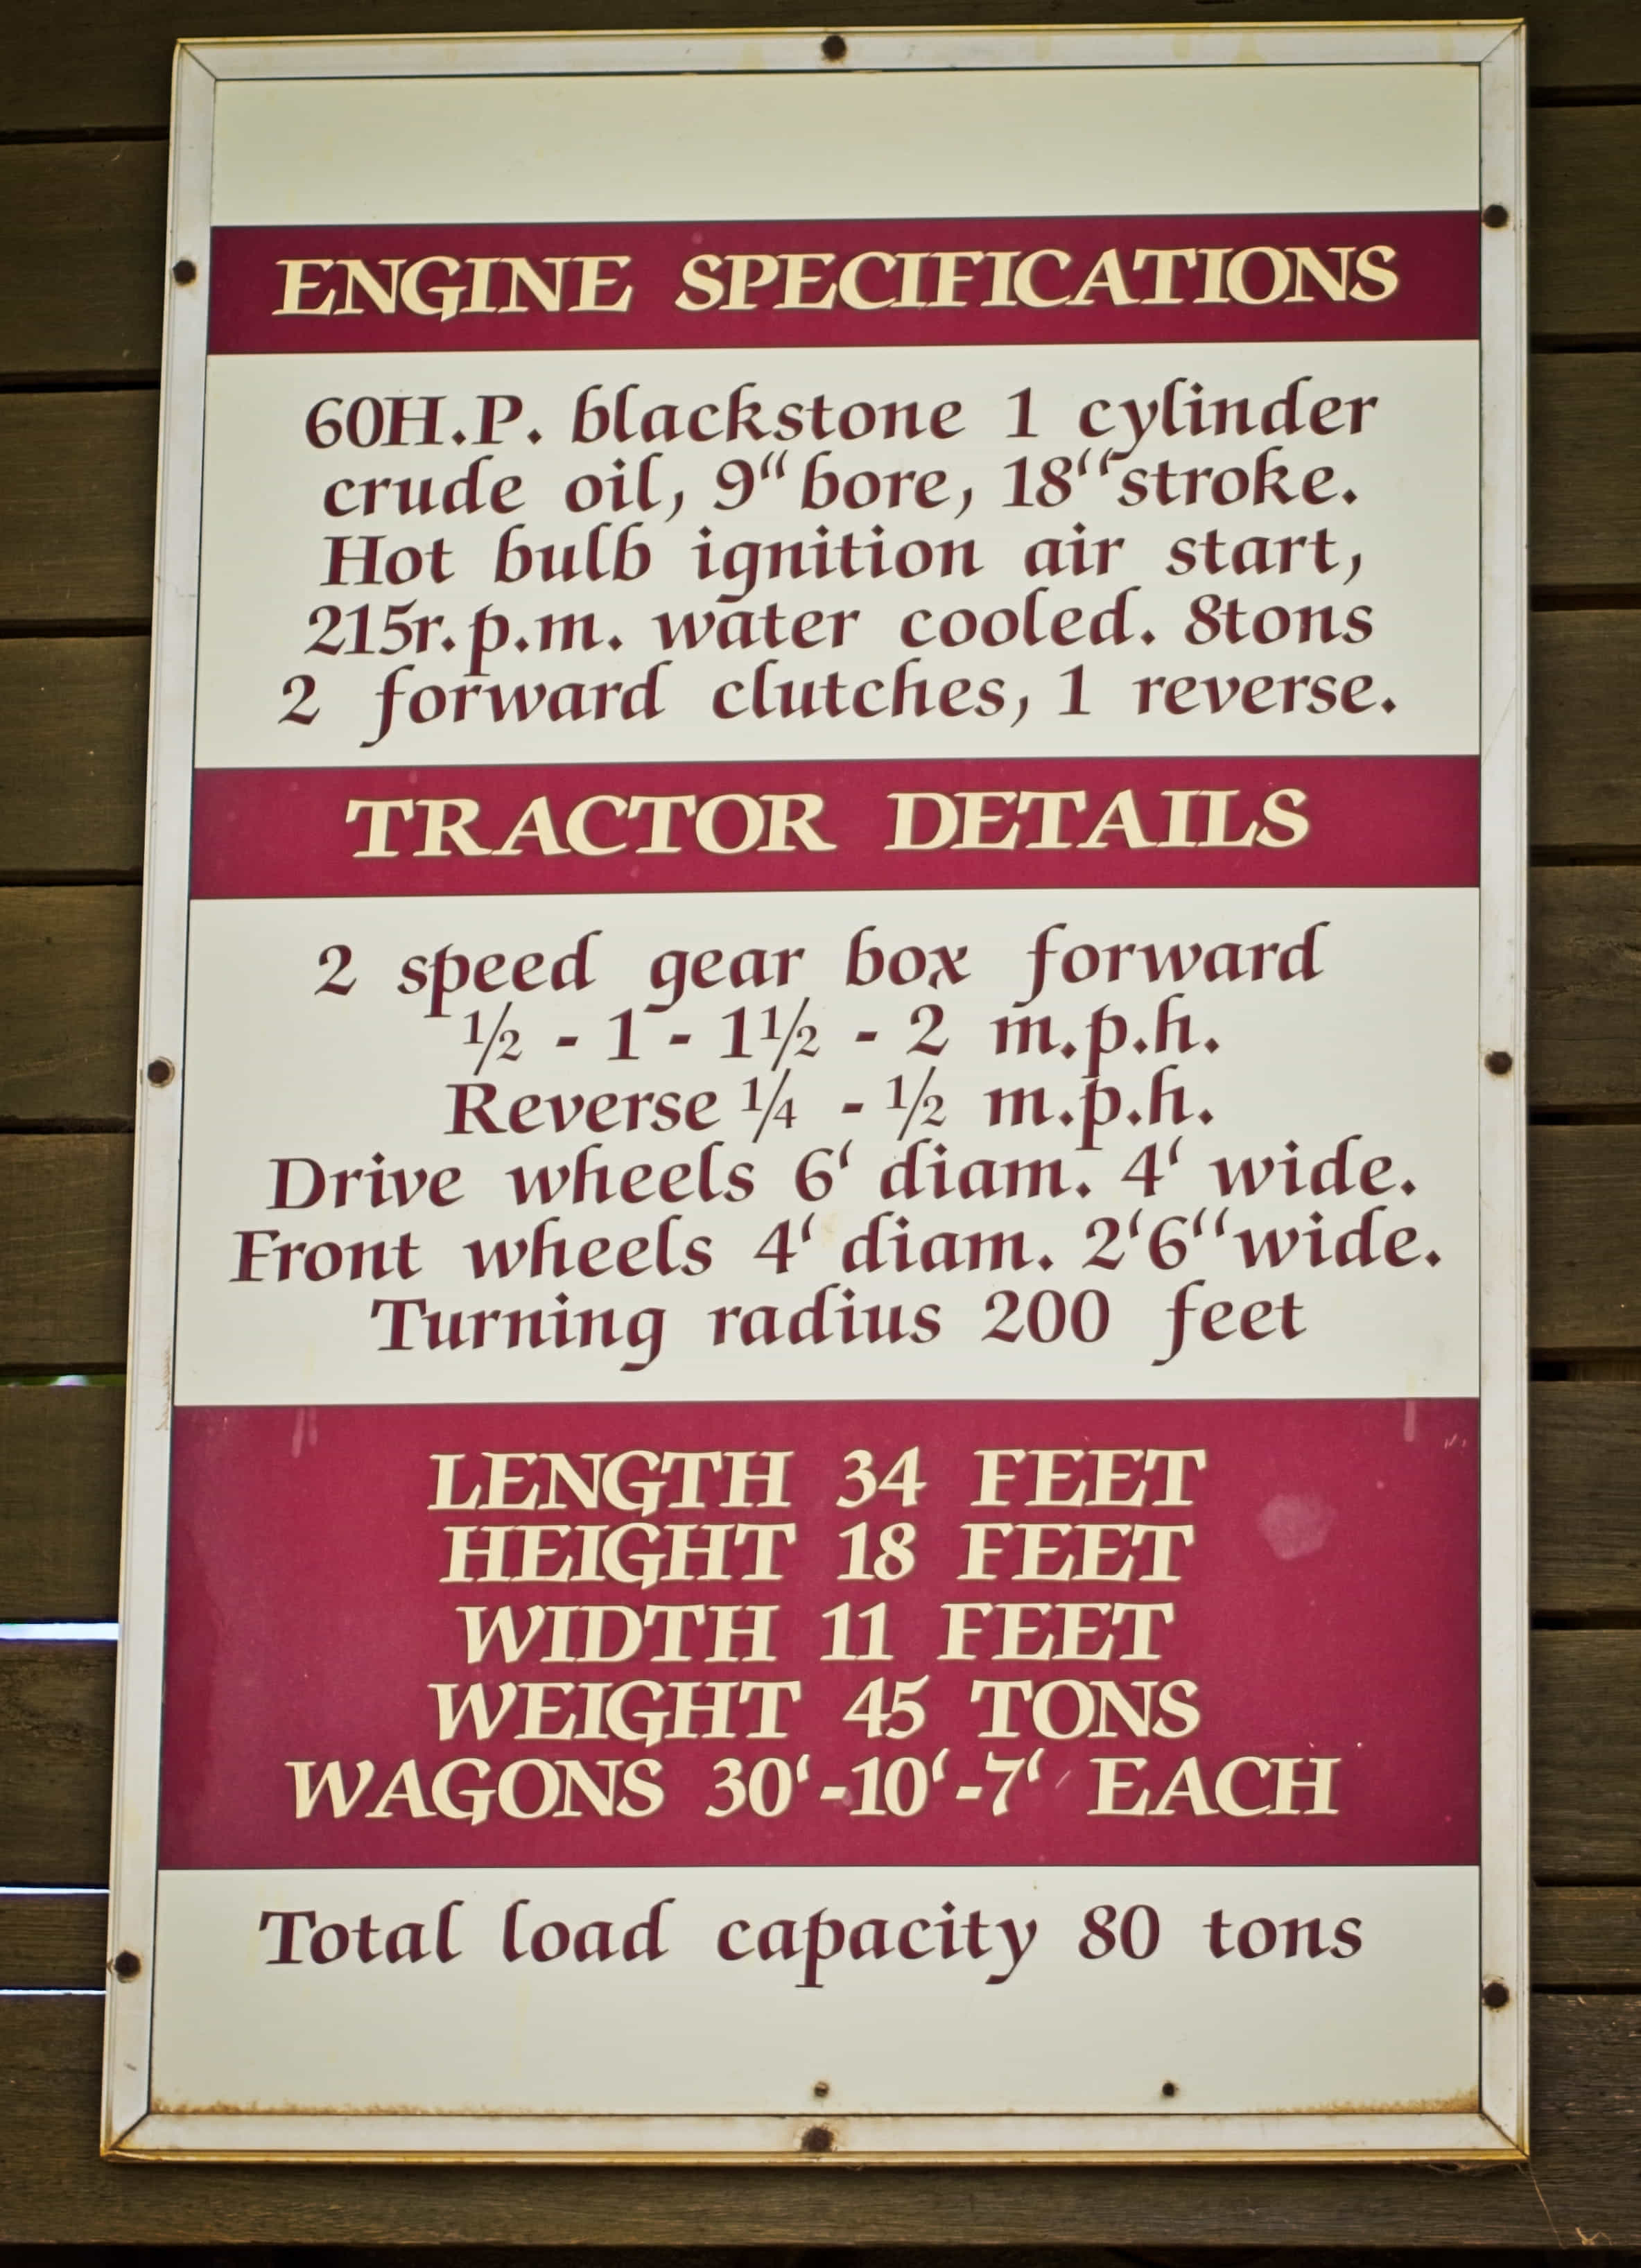 ENGINE SPECIFICATIONS
60H.P. blackstone 1 cylinder
crude oil, 9“ bore, 18“ stroke.
Hot bulb ignition air start,
215r.p.m. water cooled. 8tons
2 forward clutches, 1 reverse.
TRACTOR DETAILS
2 speed gear box forward
½ - 1 - 1½ - 2 m.p.h.
Reverse ¼ - ½ m.p.h.
Drive wheels 6‘ diam. 4‘ wide.
Front wheels 4‘ diam. 2‘6“ wide.
Turning radius 200 feet
LENGTH 34 FEET
HEIGHT 18 FEET
WIDTH 11 FEET
WEIGHT 45 TONS
WAGONS 30‘-10‘-7‘ EACH
Total load capacity 80 tons